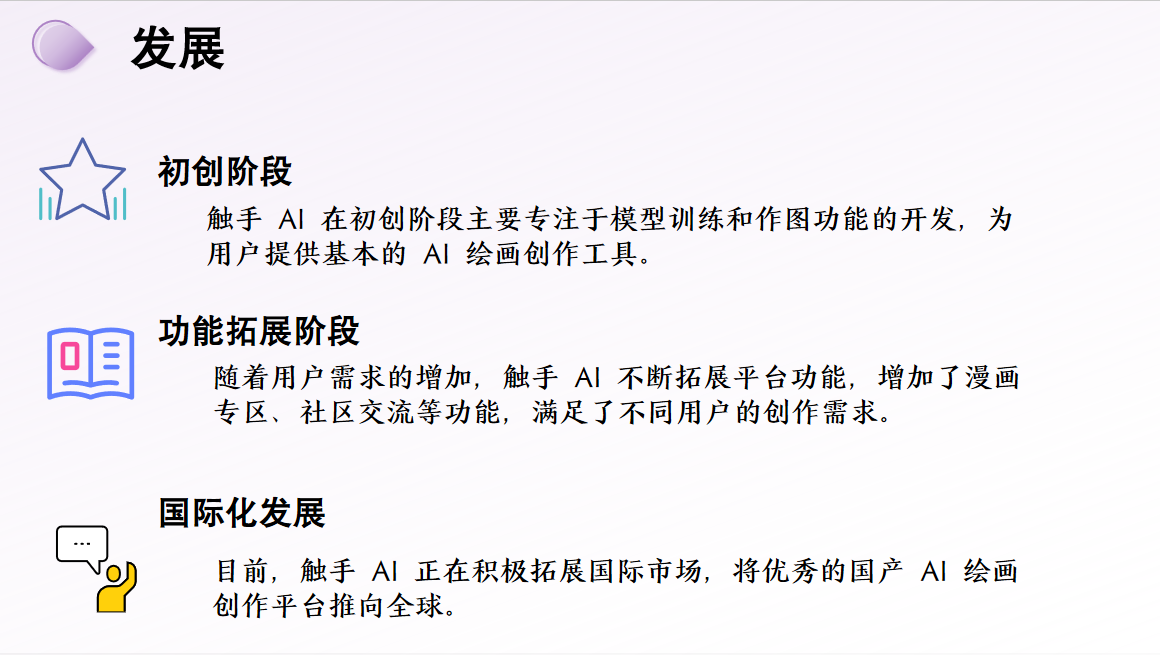 发展
初创阶段
触手 AI 在初创阶段主要专注于模型训练和作图功能的开发，为
用户提供基本的 AI 绘画创作工具。
功能拓展阶段
随着用户需求的增加，触手 AI 不断拓展平台功能，增加了漫画
专区、社区交流等功能，满足了不同用户的创作需求。
国际化发展
目前，触手 AI 正在积极拓展国际市场，将优秀的国产 AI 绘画
创作平台推向全球。